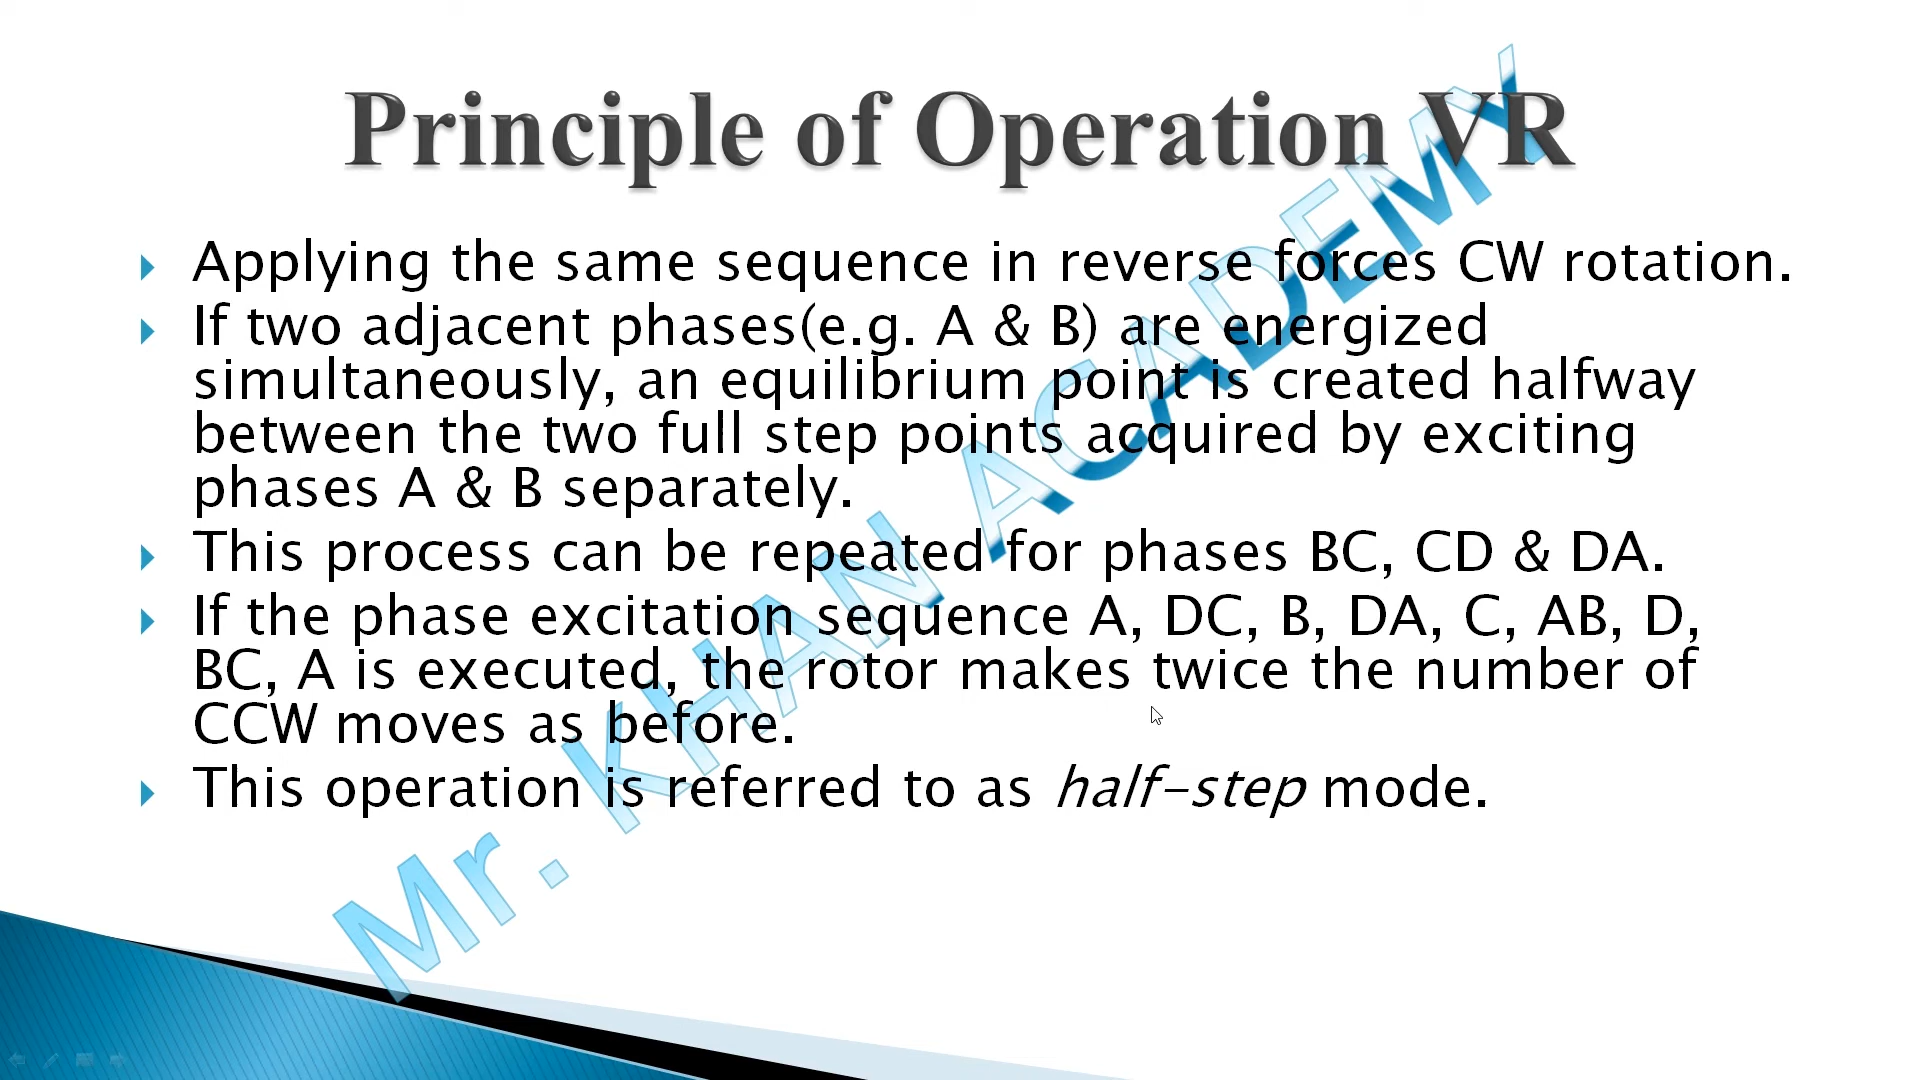 Principle of Operation VR
Applying the same sequence in reverse forces CW rotation.
If two adjacent phases(e.g. A & B) are energized
simultaneously, an equilibrium point is created halfway
between the two full step points acquired by exciting
phases A & B separately.
This process can be repeated for phases BC, CD & DA.
If the phase excitation sequence A, DC, B, DA, C, AB, D,
BC, A is executed, the rotor makes twice the number of
CCW moves as before.
This operation is referred to as half-step mode.
Mr. KHAN ACADEMY